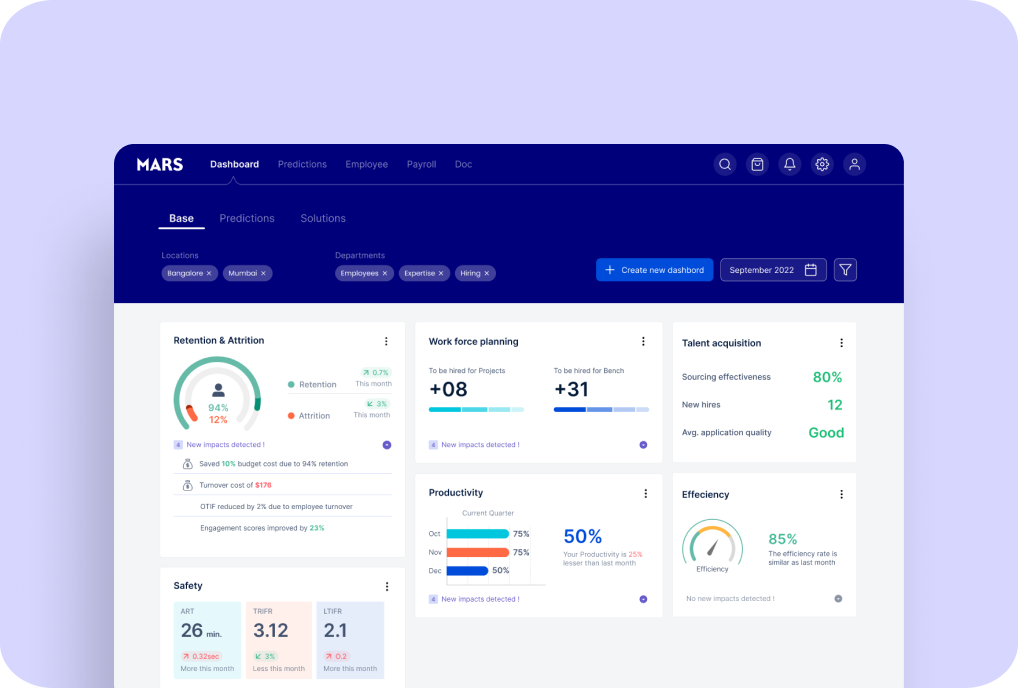 MARS Dashboard Predictions Employee Payroll Doc
Base Predictions Solutions
Locations
Bangalore × Mumbai ×
Departments
Employees × Expertise × Hiring ×
+ Create new dashbord
September 2022
Retention & Attrition
94%
12%
Retention
0.7%
This month
Attrition
3%
This month
4 New impacts detected !
Saved 10% budget cost due to 94% retention
Turnover cost of $176
OTIF reduced by 2% due to employee turnover
Engagement scores improved by 23%
Work force planning
To be hired for Projects
+08
To be hired for Bench
+31
4 New impacts detected !
Talent acquisition
Sourcing effectiveness 80%
New hires 12
Avg. application quality Good
Productivity
Current Quarter
Oct 75%
Nov 75%
Dec 50%
50%
Your Productivity is 25%
lesser than last month
4 New impacts detected !
Effeciency
Efficiency
85%
The efficiency rate is
similar as last month
No new impacts detected !
Safety
ART
26 min.
0.32sec
More this month
TRIFR
3.12
3%
Less this month
LTIFR
2.1
0.2
More this month